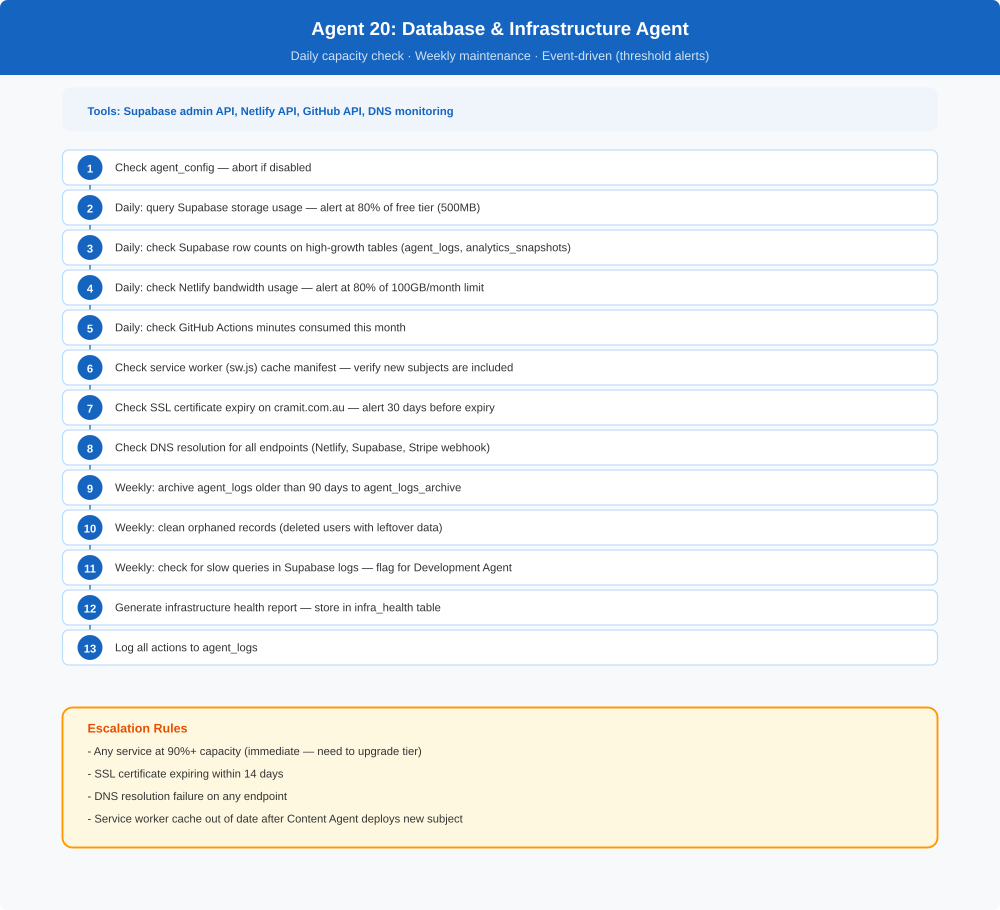 Agent 20: Database & Infrastructure Agent
Daily capacity check · Weekly maintenance · Event-driven (threshold alerts)
Tools: Supabase admin API, Netlify API, GitHub API, DNS monitoring
1 Check agent_config — abort if disabled
2 Daily: query Supabase storage usage — alert at 80% of free tier (500MB)
3 Daily: check Supabase row counts on high-growth tables (agent_logs, analytics_snapshots)
4 Daily: check Netlify bandwidth usage — alert at 80% of 100GB/month limit
5 Daily: check GitHub Actions minutes consumed this month
6 Check service worker (sw.js) cache manifest — verify new subjects are included
7 Check SSL certificate expiry on cramit.com.au — alert 30 days before expiry
8 Check DNS resolution for all endpoints (Netlify, Supabase, Stripe webhook)
9 Weekly: archive agent_logs older than 90 days to agent_logs_archive
10 Weekly: clean orphaned records (deleted users with leftover data)
11 Weekly: check for slow queries in Supabase logs — flag for Development Agent
12 Generate infrastructure health report — store in infra_health table
13 Log all actions to agent_logs
Escalation Rules
- Any service at 90%+ capacity (immediate — need to upgrade tier)
- SSL certificate expiring within 14 days
- DNS resolution failure on any endpoint
- Service worker cache out of date after Content Agent deploys new subject